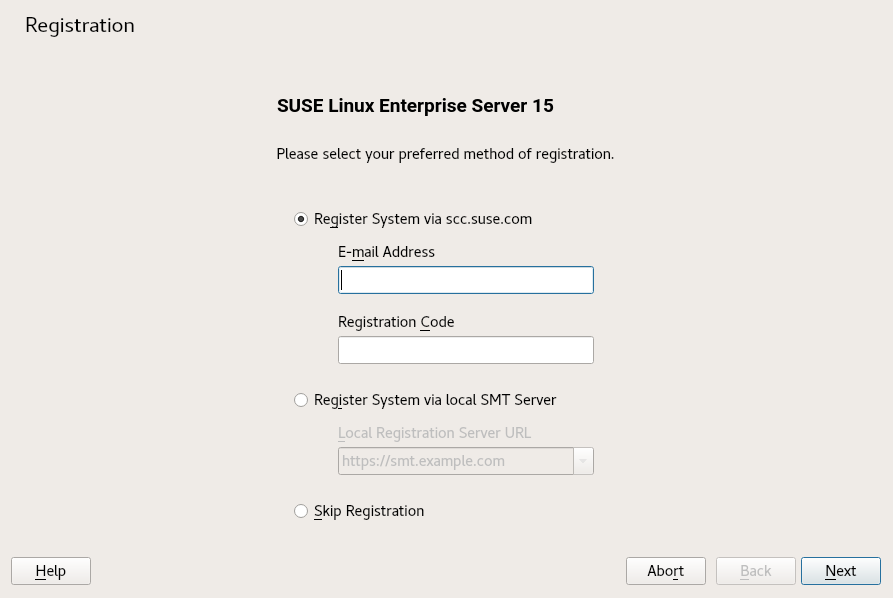 Registration
SUSE Linux Enterprise Server 15
Please select your preferred method of registration.
Register System via scc.suse.com
E-mail Address
Registration Code
Register System via local SMT Server
Local Registration Server URL
https://smt.example.com
Skip Registration
Help Abort Back Next